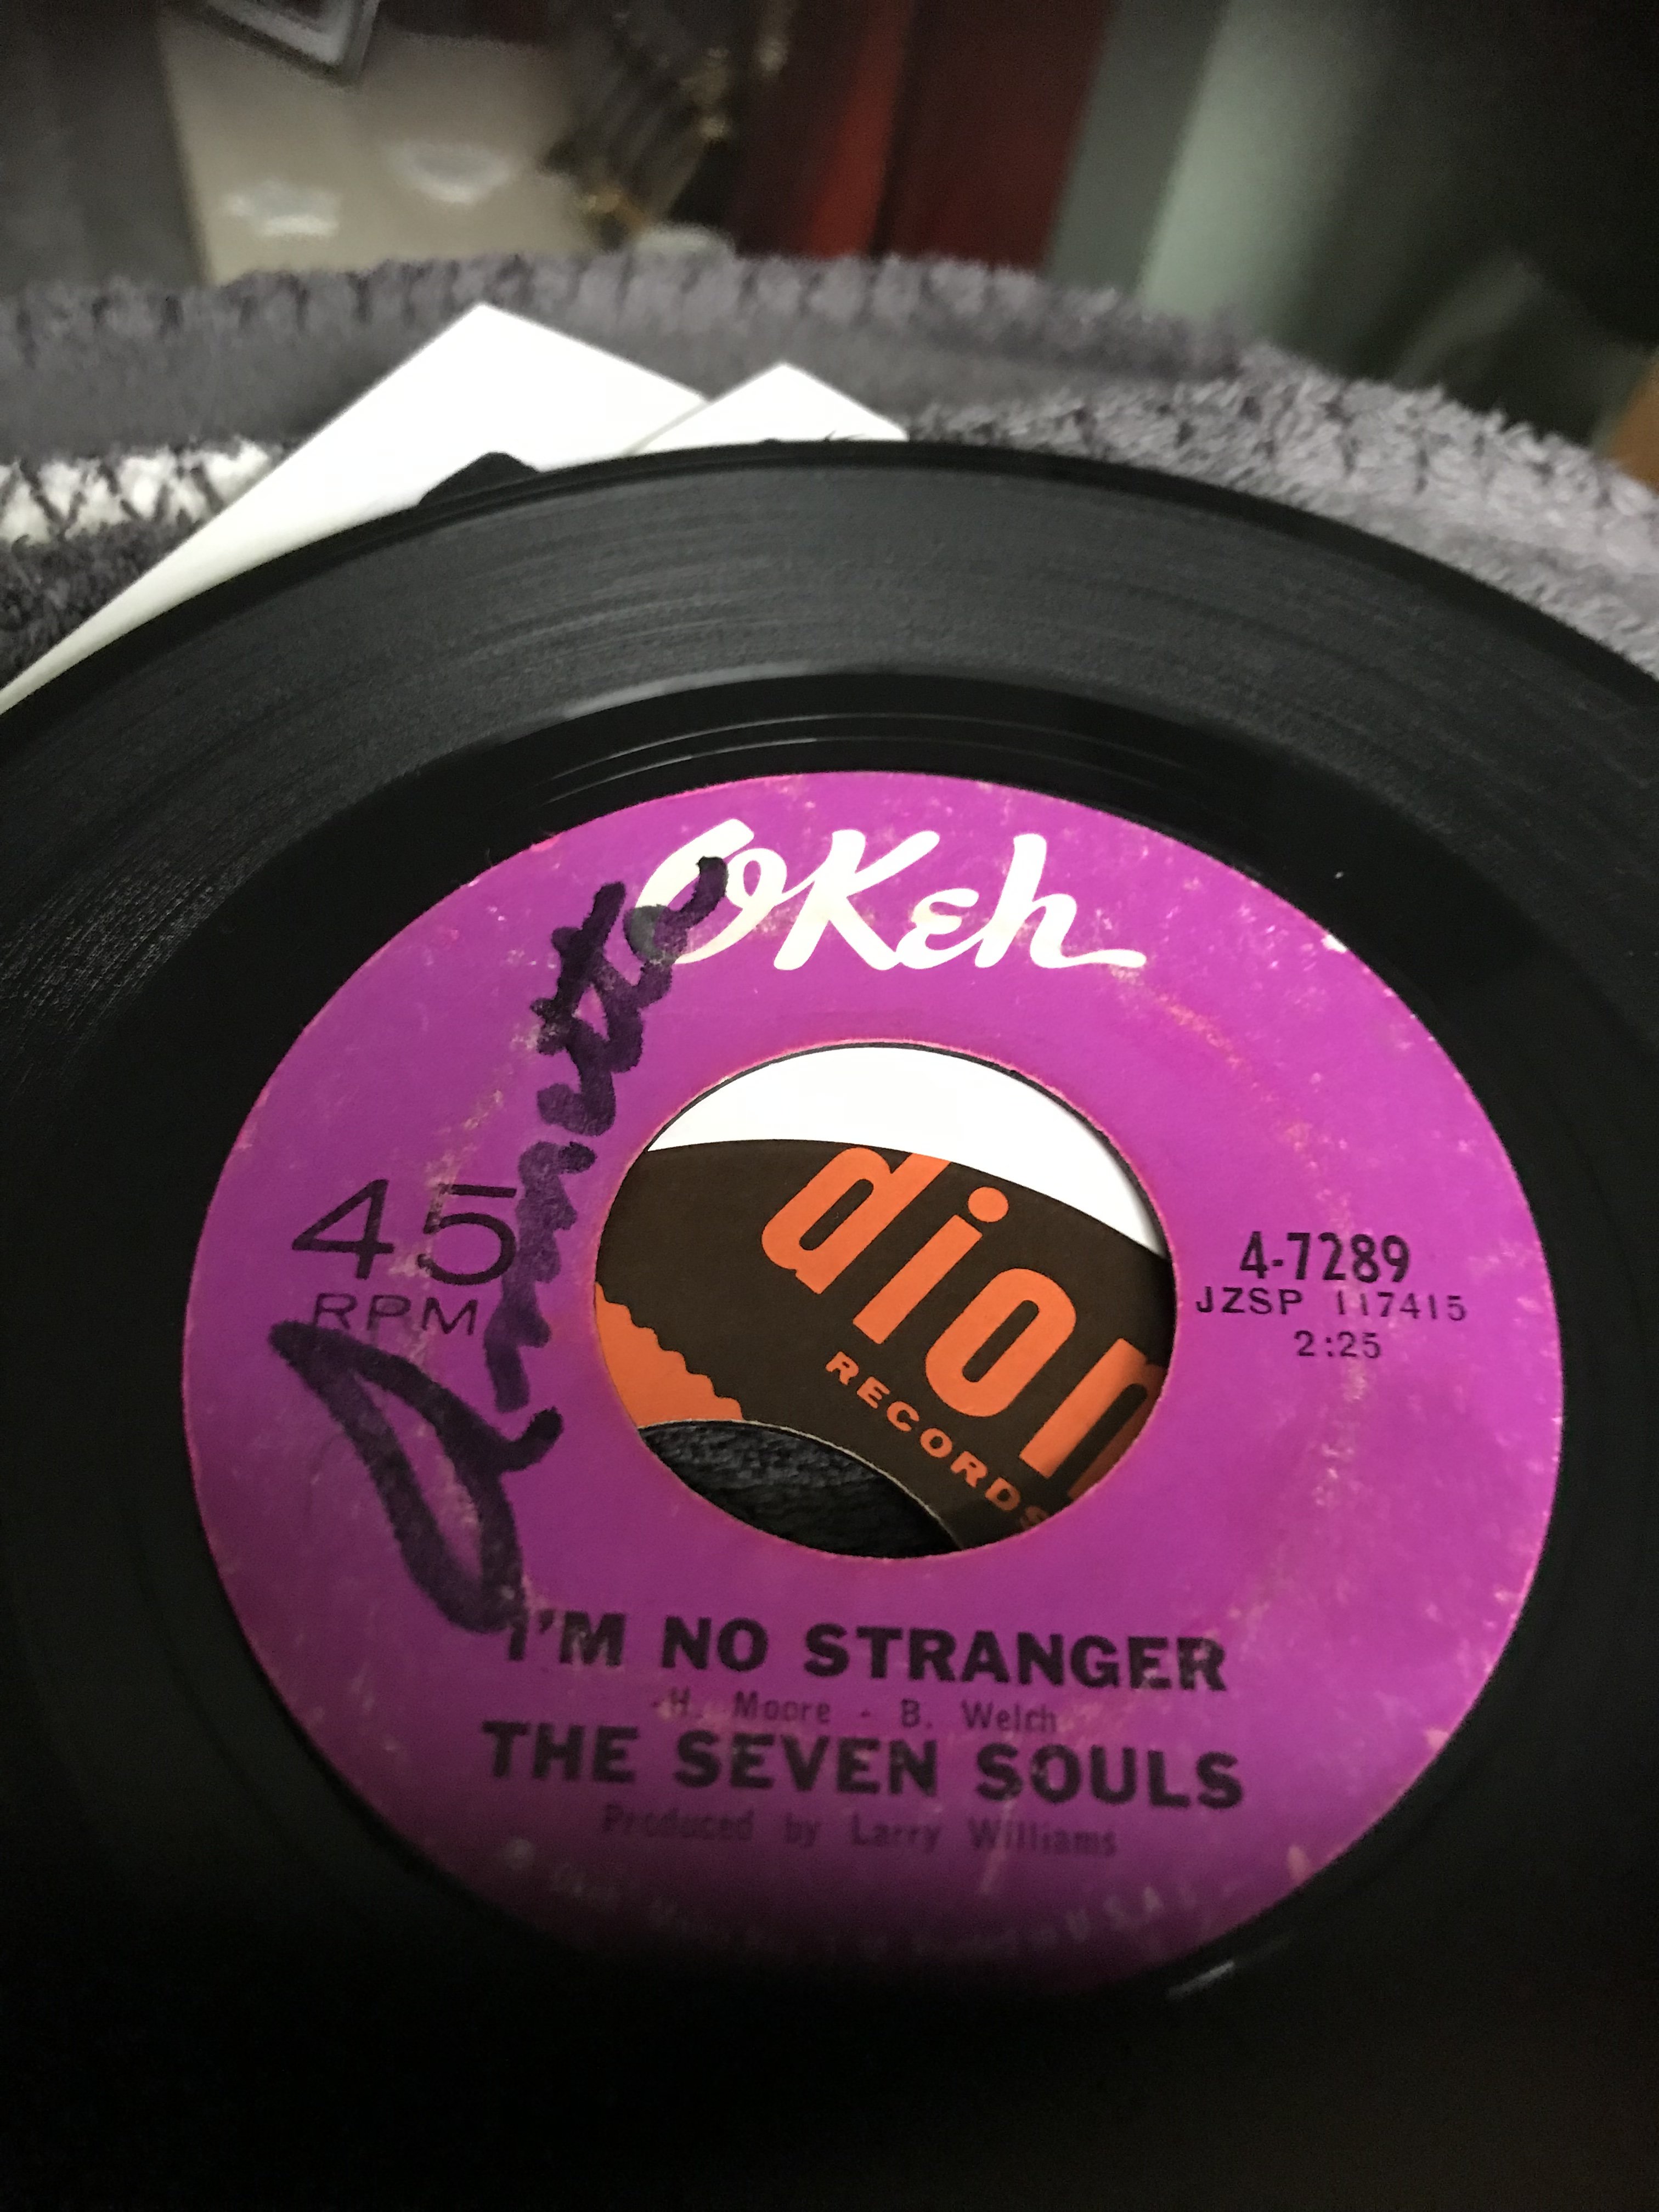 OKeh
45
RPM
4-7289
JZSP 117415
2:25
dion
RECORDS
I'M NO STRANGER
-H. Moore - B. Welch
THE SEVEN SOULS
Produced by Larry Williams
U.S.A.